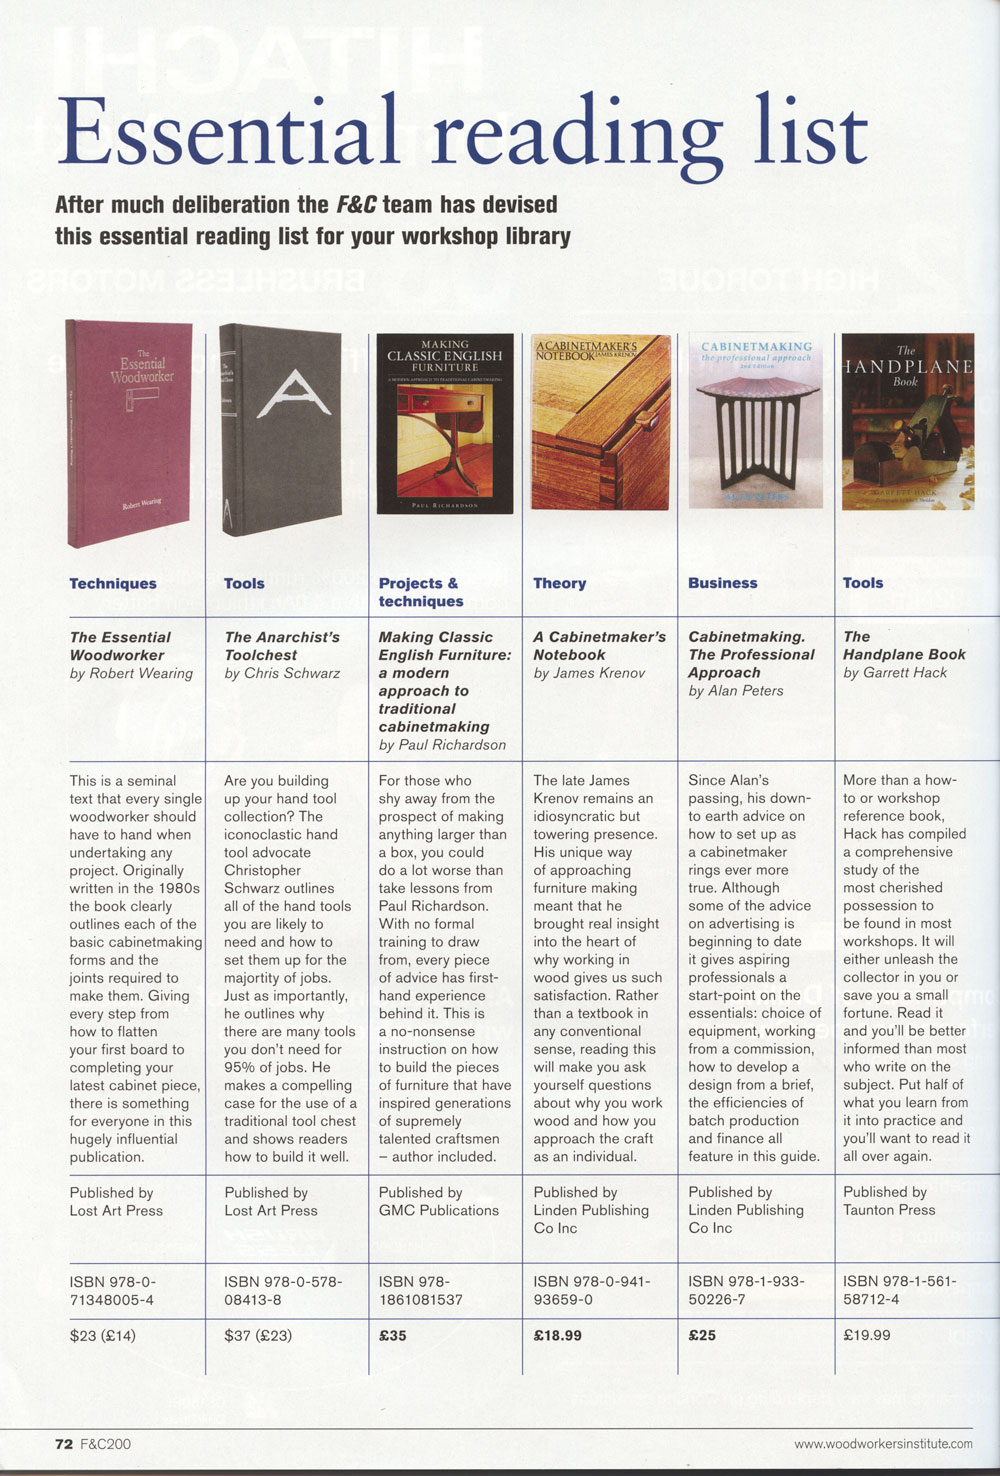 Essential reading list
After much deliberation the F&C team has devised
this essential reading list for your workshop library
The
Essential
Woodworker
Robert Wearing
MAKING
CLASSIC ENGLISH
FURNITURE
A MODERN APPROACH TO TRADITIONAL CABINETMAKING
PAUL RICHARDSON
A CABINETMAKER'S
NOTEBOOK JAMES KRENOV
CABINETMAKING
the professional approach
2nd Edition
ALAN PETERS
The
HANDPLANE
Book
GARRETT HACK
Techniques
The Essential
Woodworker
by Robert Wearing
This is a seminal
text that every single
woodworker should
have to hand when
undertaking any
project. Originally
written in the 1980s
the book clearly
outlines each of the
basic cabinetmaking
forms and the
joints required to
make them. Giving
every step from
how to flatten
your first board to
completing your
latest cabinet piece,
there is something
for everyone in this
hugely influential
publication.
Published by
Lost Art Press
ISBN 978-0-
71348005-4
$23 (£14)
Tools
The Anarchist's
Toolchest
by Chris Schwarz
Are you building
up your hand tool
collection? The
iconoclastic hand
tool advocate
Christopher
Schwarz outlines
all of the hand tools
you are likely to
need and how to
set them up for the
majortity of jobs.
Just as importantly,
he outlines why
there are many tools
you don't need for
95% of jobs. He
makes a compelling
case for the use of a
traditional tool chest
and shows readers
how to build it well.
Published by
Lost Art Press
ISBN 978-0-578-
08413-8
$37 (£23)
Projects &
techniques
Making Classic
English Furniture:
a modern
approach to
traditional
cabinetmaking
by Paul Richardson
For those who
shy away from the
prospect of making
anything larger than
a box, you could
do a lot worse than
take lessons from
Paul Richardson.
With no formal
training to draw
from, every piece
of advice has first-
hand experience
behind it. This is
a no-nonsense
instruction on how
to build the pieces
of furniture that have
inspired generations
of supremely
talented craftsmen
– author included.
Published by
GMC Publications
ISBN 978-
1861081537
£35
Theory
A Cabinetmaker's
Notebook
by James Krenov
The late James
Krenov remains an
idiosyncratic but
towering presence.
His unique way
of approaching
furniture making
meant that he
brought real insight
into the heart of
why working in
wood gives us such
satisfaction. Rather
than a textbook in
any conventional
sense, reading this
will make you ask
yourself questions
about why you work
wood and how you
approach the craft
as an individual.
Published by
Linden Publishing
Co Inc
ISBN 978-0-941-
93659-0
£18.99
Business
Cabinetmaking.
The Professional
Approach
by Alan Peters
Since Alan's
passing, his down-
to earth advice on
how to set up as
a cabinetmaker
rings ever more
true. Although
some of the advice
on advertising is
beginning to date
it gives aspiring
professionals a
start-point on the
essentials: choice of
equipment, working
from a commission,
how to develop a
design from a brief,
the efficiencies of
batch production
and finance all
feature in this guide.
Published by
Linden Publishing
Co Inc
ISBN 978-1-933-
50226-7
£25
Tools
The
Handplane Book
by Garrett Hack
More than a how-
to or workshop
reference book,
Hack has compiled
a comprehensive
study of the
most cherished
possession to
be found in most
workshops. It will
either unleash the
collector in you or
save you a small
fortune. Read it
and you'll be better
informed than most
who write on the
subject. Put half of
what you learn from
it into practice and
you'll want to read it
all over again.
Published by
Taunton Press
ISBN 978-1-561-
58712-4
£19.99
72 F&C200
www.woodworkersinstitute.com